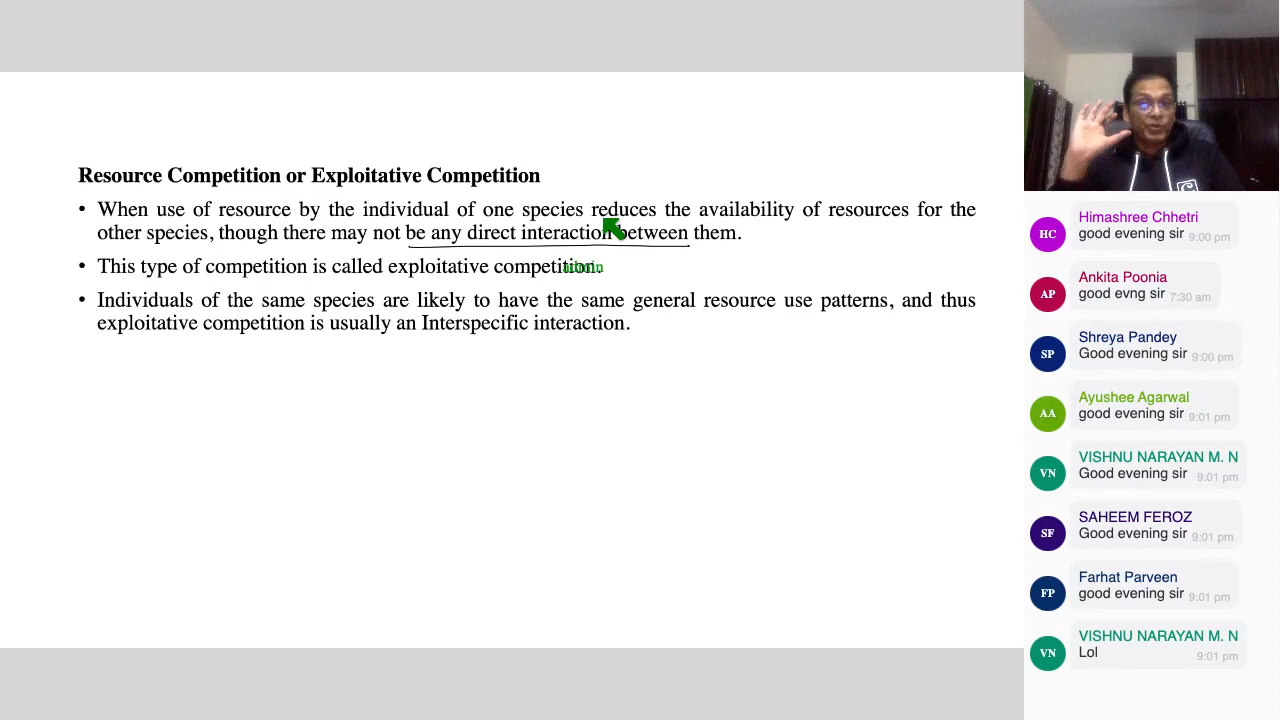 Resource Competition or Exploitative Competition
• When use of resource by the individual of one species reduces the availability of resources for the
other species, though there may not be any direct interaction between them.
• This type of competition is called exploitative competition.
admin
• Individuals of the same species are likely to have the same general resource use patterns, and thus
exploitative competition is usually an Interspecific interaction.
HC
Himashree Chhetri
good evening sir 9:00 pm
AP
Ankita Poonia
good evng sir 7:30 am
SP
Shreya Pandey
Good evening sir 9:00 pm
AA
Ayushee Agarwal
good evening sir 9:01 pm
VN
VISHNU NARAYAN M. N
Good evening sir 9:01 pm
SF
SAHEEM FEROZ
Good evening sir 9:01 pm
FP
Farhat Parveen
good evening sir 9:01 pm
VN
VISHNU NARAYAN M. N
Lol 9:01 pm